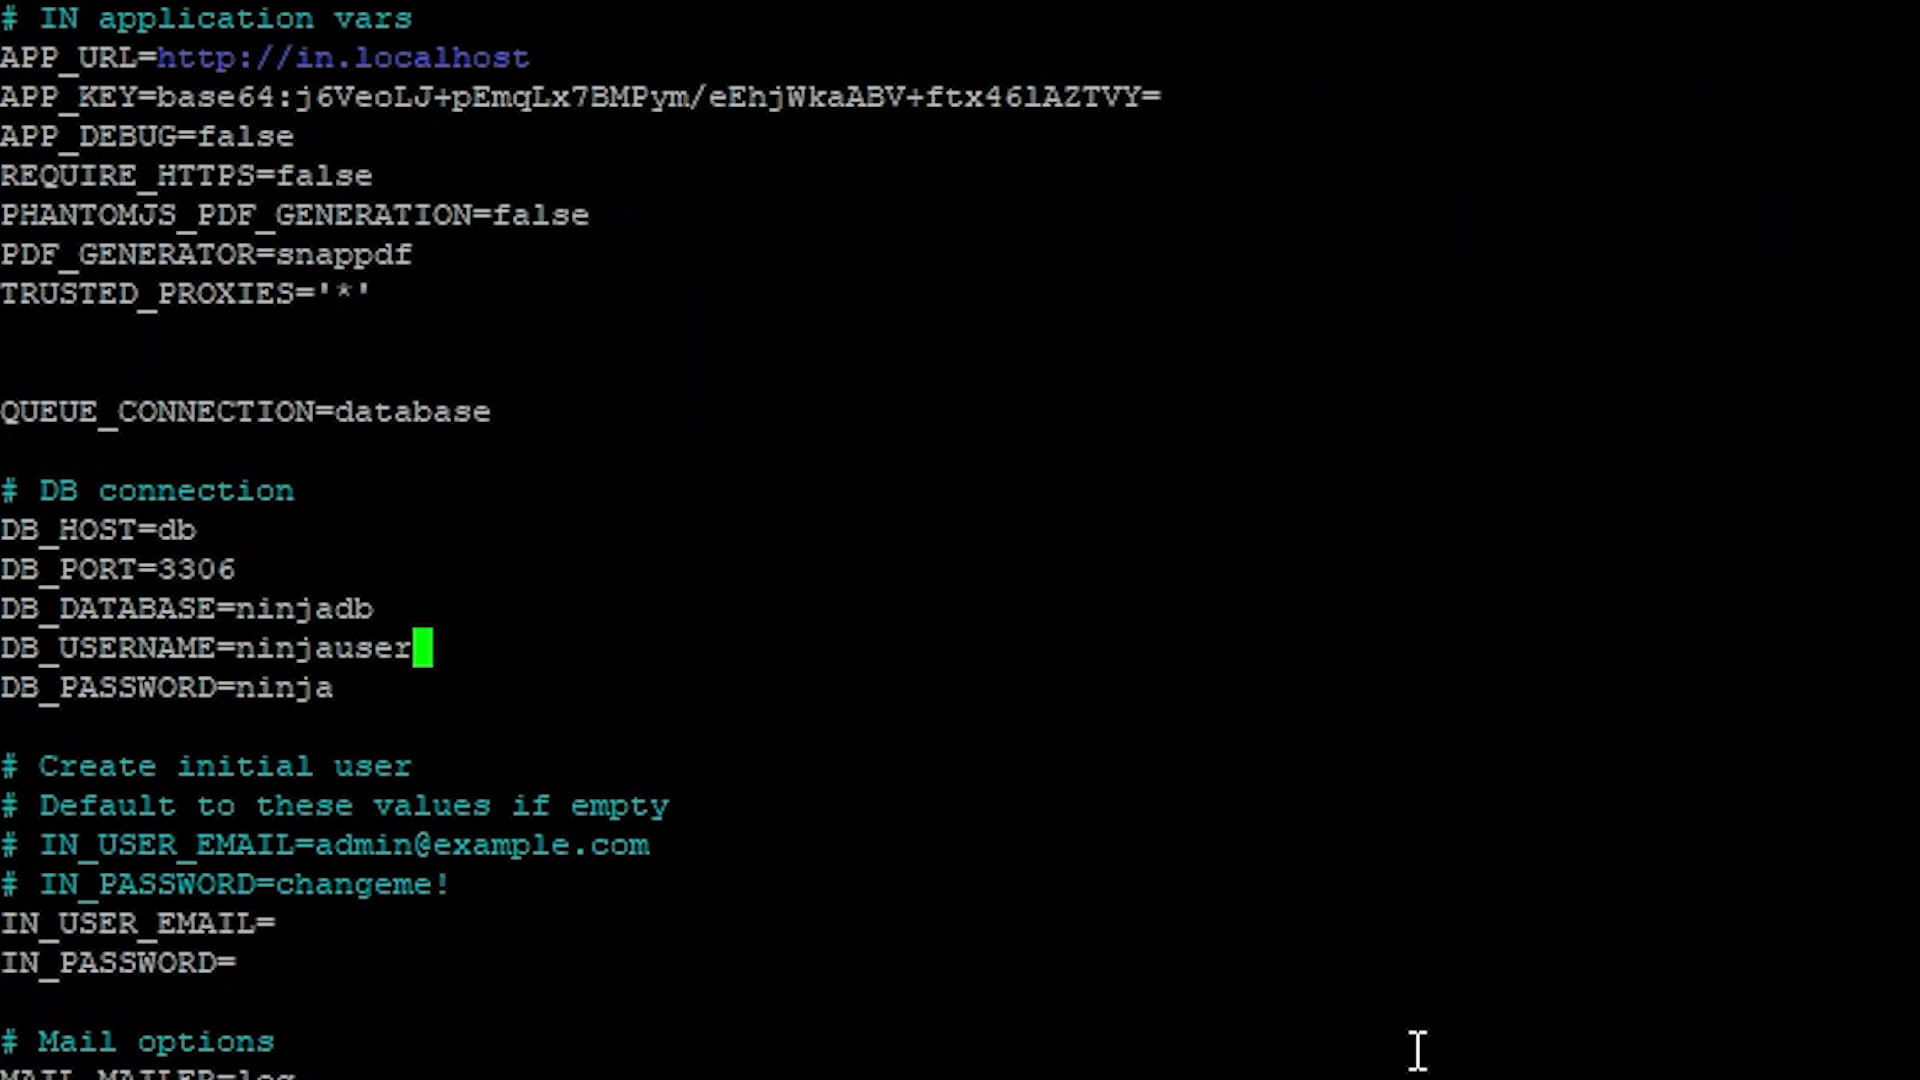 # IN application vars
APP_URL=http://in.localhost
APP_KEY=base64:j6VeoLJ+pEmqLx7BMPym/eEhjWkaABV+ftx46lAZTVY=
APP_DEBUG=false
REQUIRE_HTTPS=false
PHANTOMJS_PDF_GENERATION=false
PDF_GENERATOR=snappdf
TRUSTED_PROXIES='*'
QUEUE_CONNECTION=database
# DB connection
DB_HOST=db
DB_PORT=3306
DB_DATABASE=ninjadb
DB_USERNAME=ninjauser
DB_PASSWORD=ninja
# Create initial user
# Default to these values if empty
# IN_USER_EMAIL=admin@example.com
# IN_PASSWORD=changeme!
IN_USER_EMAIL=
IN_PASSWORD=
# Mail options
MAIL_MAILER=log